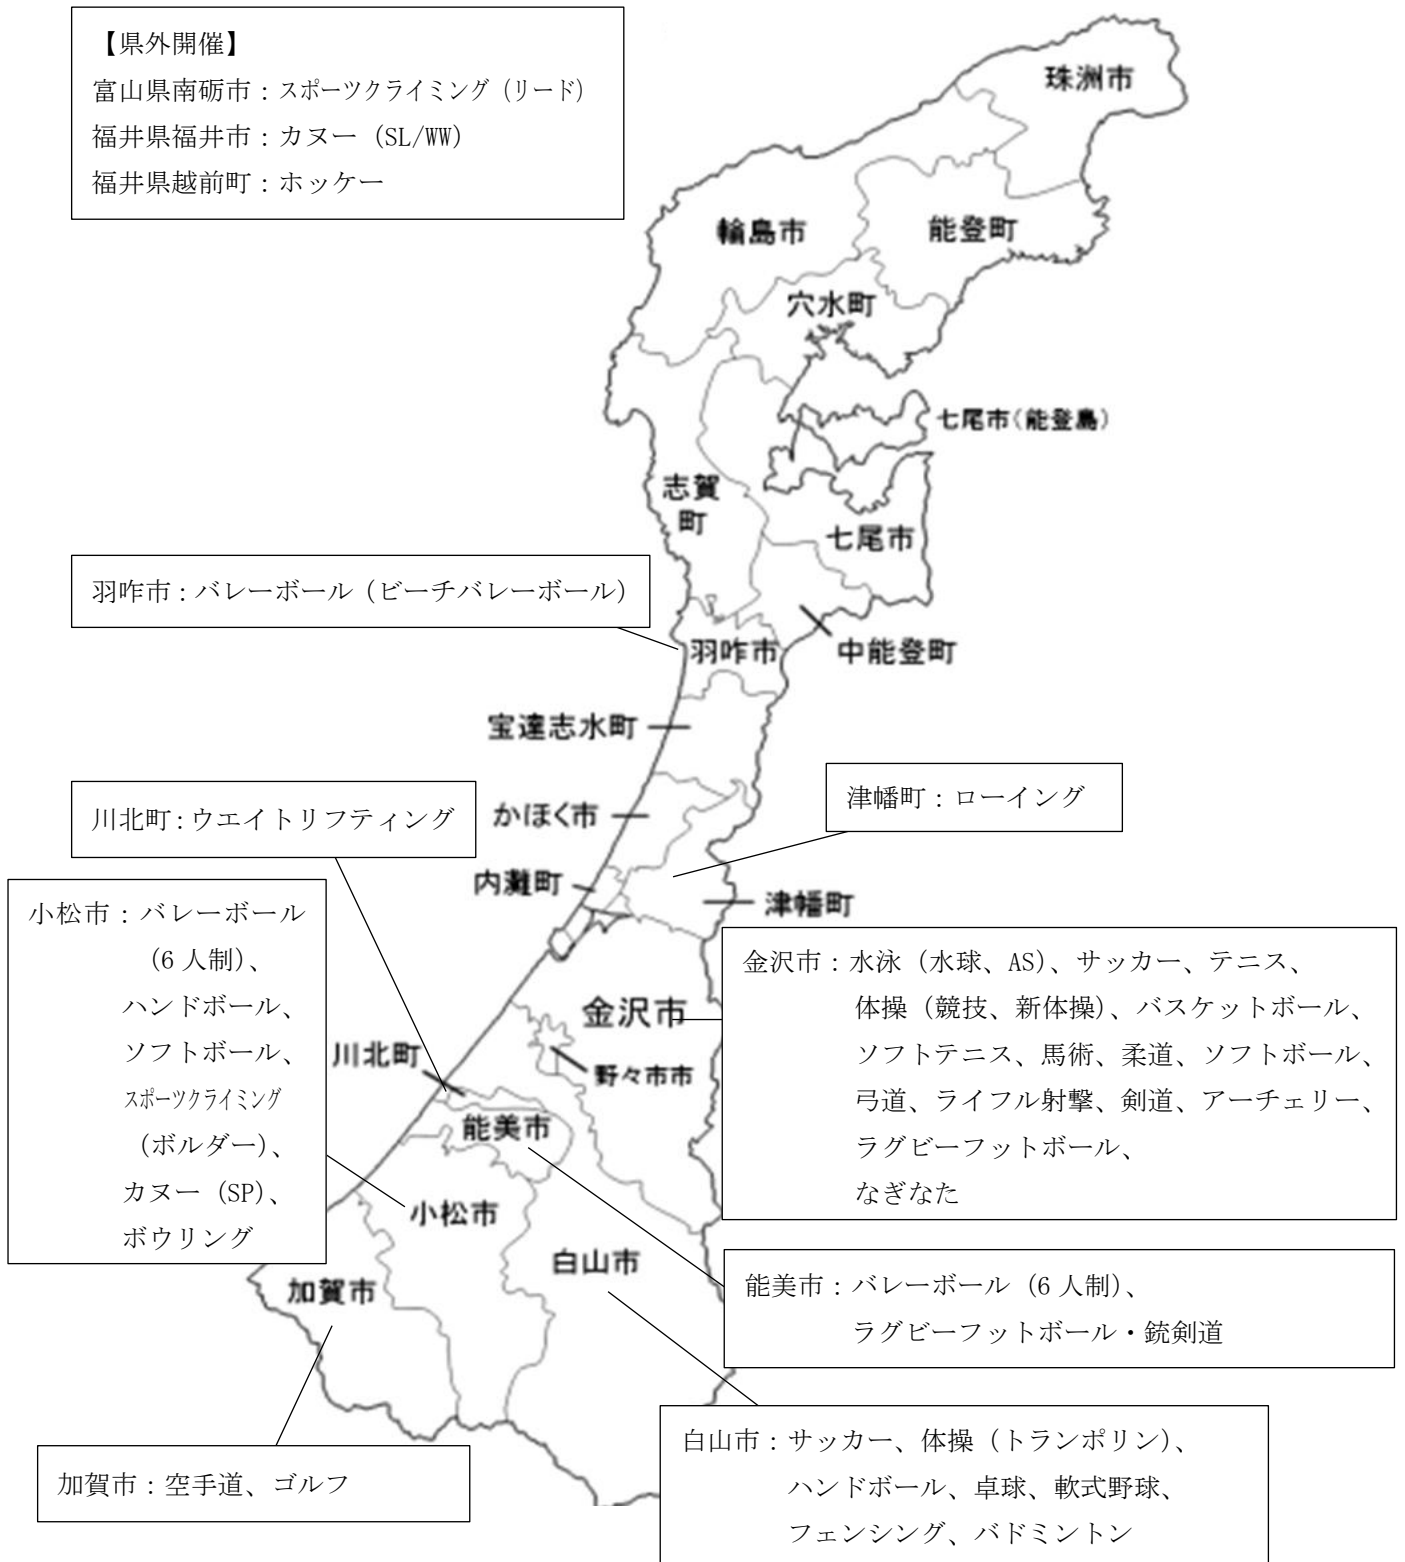 【県外開催】
富山県南砺市：スポーツクライミング（リード）
福井県福井市：カヌー（SL/WW）
福井県越前町：ホッケー
珠洲市
輪島市
能登町
穴水町
七尾市(能登島)
志賀
町
七尾市
羽咋市：バレーボール（ビーチバレーボール）
羽咋市
中能登町
宝達志水町
川北町：ウエイトリフティング
かほく市
津幡町：ローイング
内灘町
津幡町
小松市：バレーボール
（6 人制）、
ハンドボール、
ソフトボール、
スポーツクライミング
（ボルダー）、
カヌー（SP）、
ボウリング
金沢市：水泳（水球、AS）、サッカー、テニス、
体操（競技、新体操）、バスケットボール、
ソフトテニス、馬術、柔道、ソフトボール、
弓道、ライフル射撃、剣道、アーチェリー、
ラグビーフットボール、
なぎなた
金沢市
川北町
野々市市
能美市
小松市
白山市
加賀市
能美市：バレーボール（6 人制）、
ラグビーフットボール・銃剣道
白山市：サッカー、体操（トランポリン）、
ハンドボール、卓球、軟式野球、
フェンシング、バドミントン
加賀市：空手道、ゴルフ